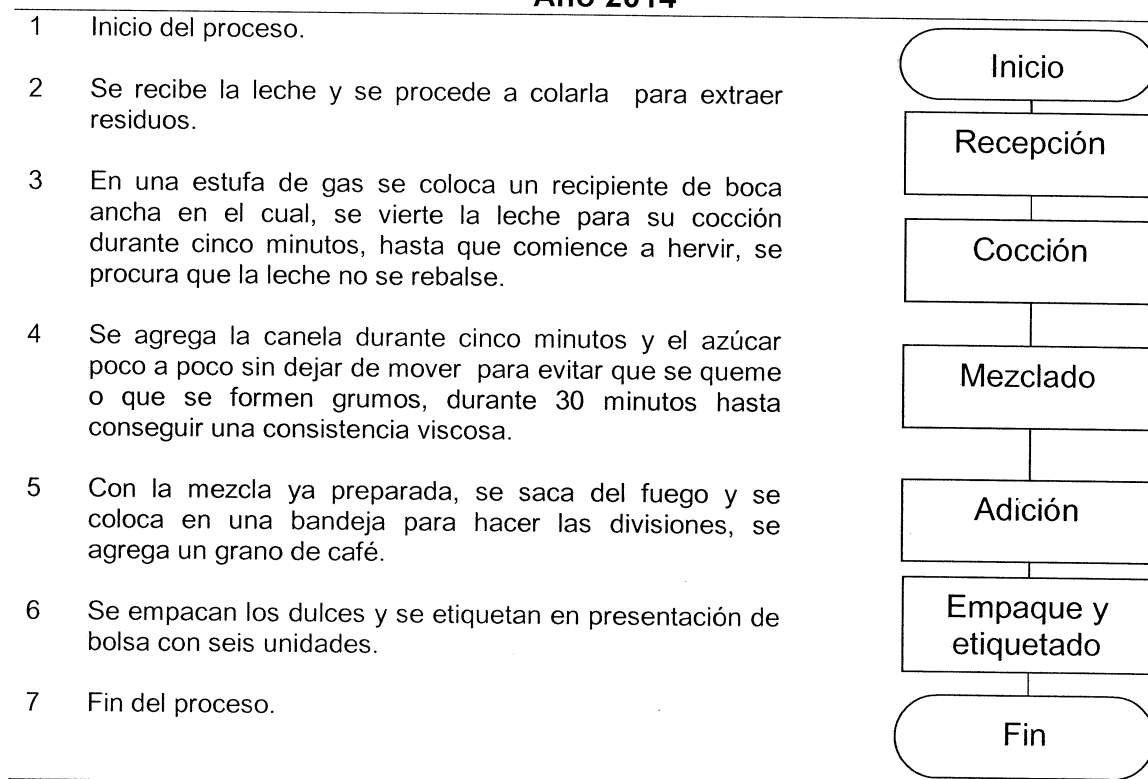 Año 2014
1 Inicio del proceso.
Inicio
2 Se recibe la leche y se procede a colarla para extraer
residuos.
Recepción
3 En una estufa de gas se coloca un recipiente de boca
ancha en el cual, se vierte la leche para su cocción
durante cinco minutos, hasta que comience a hervir, se
procura que la leche no se rebalse.
Cocción
4 Se agrega la canela durante cinco minutos y el azúcar
poco a poco sin dejar de mover para evitar que se queme
o que se formen grumos, durante 30 minutos hasta
conseguir una consistencia viscosa.
Mezclado
5 Con la mezcla ya preparada, se saca del fuego y se
coloca en una bandeja para hacer las divisiones, se
agrega un grano de café.
Adición
6 Se empacan los dulces y se etiquetan en presentación de
bolsa con seis unidades.
Empaque y
etiquetado
7 Fin del proceso.
Fin